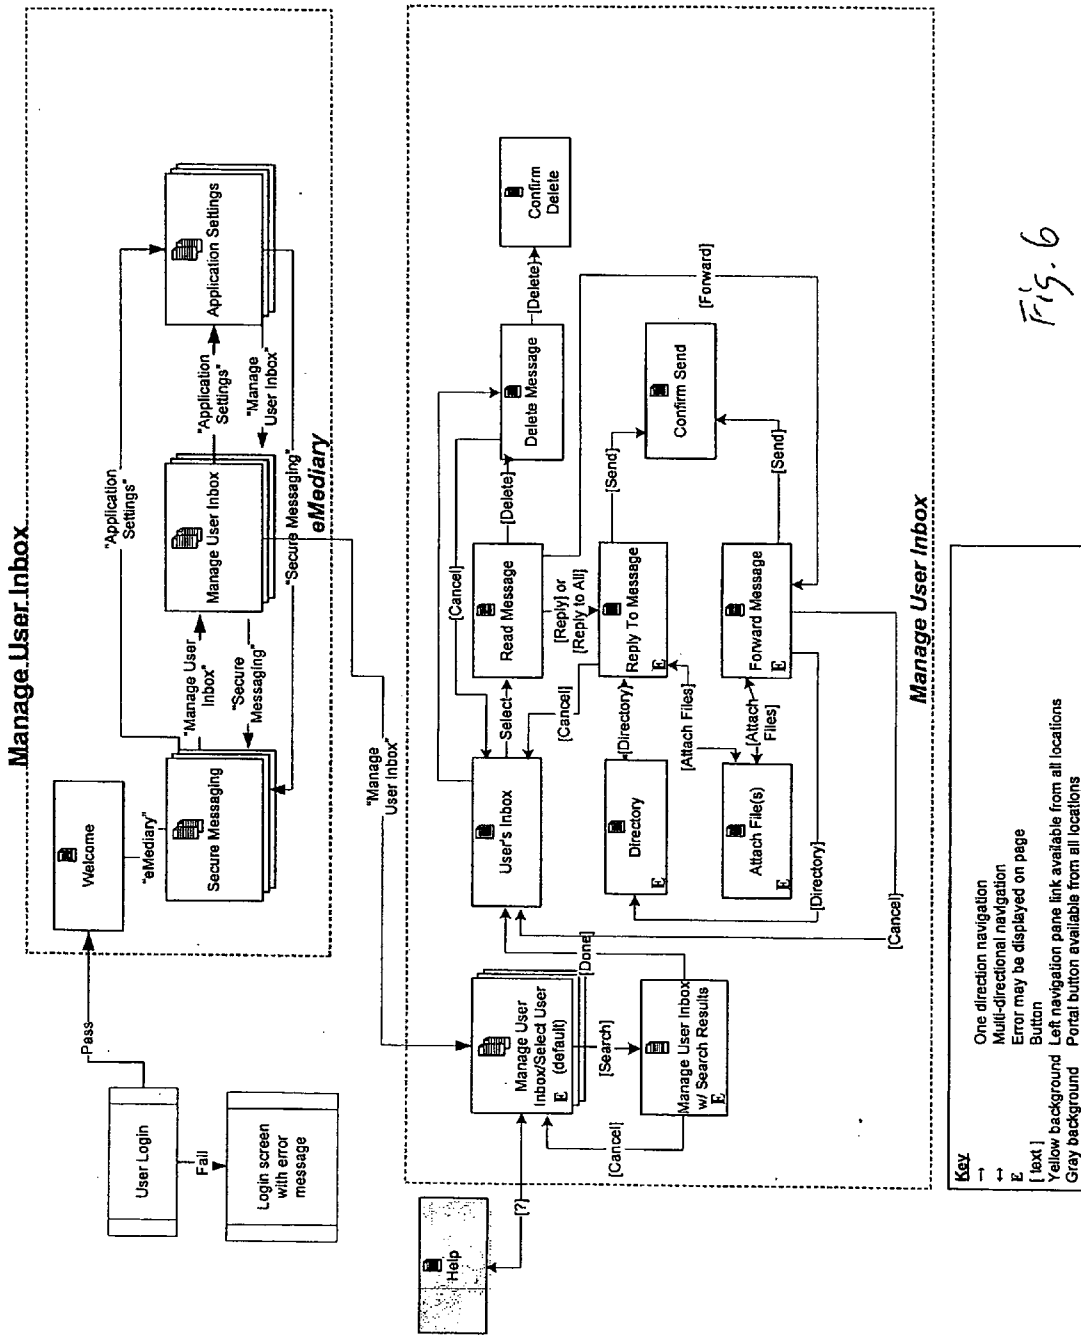 Manage User Inbox
User Login
Pass
Fail
Login screen
with error
message
Welcome
"eMediary"
Secure Messaging
"Application
Settings"
"Manage User
Inbox"
"Secure
Messaging"
Manage User Inbox
"Application
Settings"
"Manage
User Inbox"
Application Settings
"Secure Messaging"
eMediary
"Manage
User Inbox"
Help
[?]
Manage User
Inbox/Select User
E (default)
[Search]
[Cancel]
Manage User Inbox
w/ Search Results
E
[Done]
User's Inbox
Select
[Cancel]
Read Message
[Delete]
Delete Message
[Delete]
Confirm
Delete
[Reply] or
[Reply to All]
[Cancel]
Directory
E
[Directory]
Reply To Message
E
[Send]
Confirm Send
[Forward]
[Attach Files]
Attach File(s)
E
[Attach
Files]
Forward Message
E
[Send]
[Directory]
[Cancel]
Manage User Inbox
Key
→ One direction navigation
↔ Multi-directional navigation
E Error may be displayed on page
[text] Button
Yellow background Left navigation pane link available from all locations
Gray background Portal button available from all locations
Fig. 6